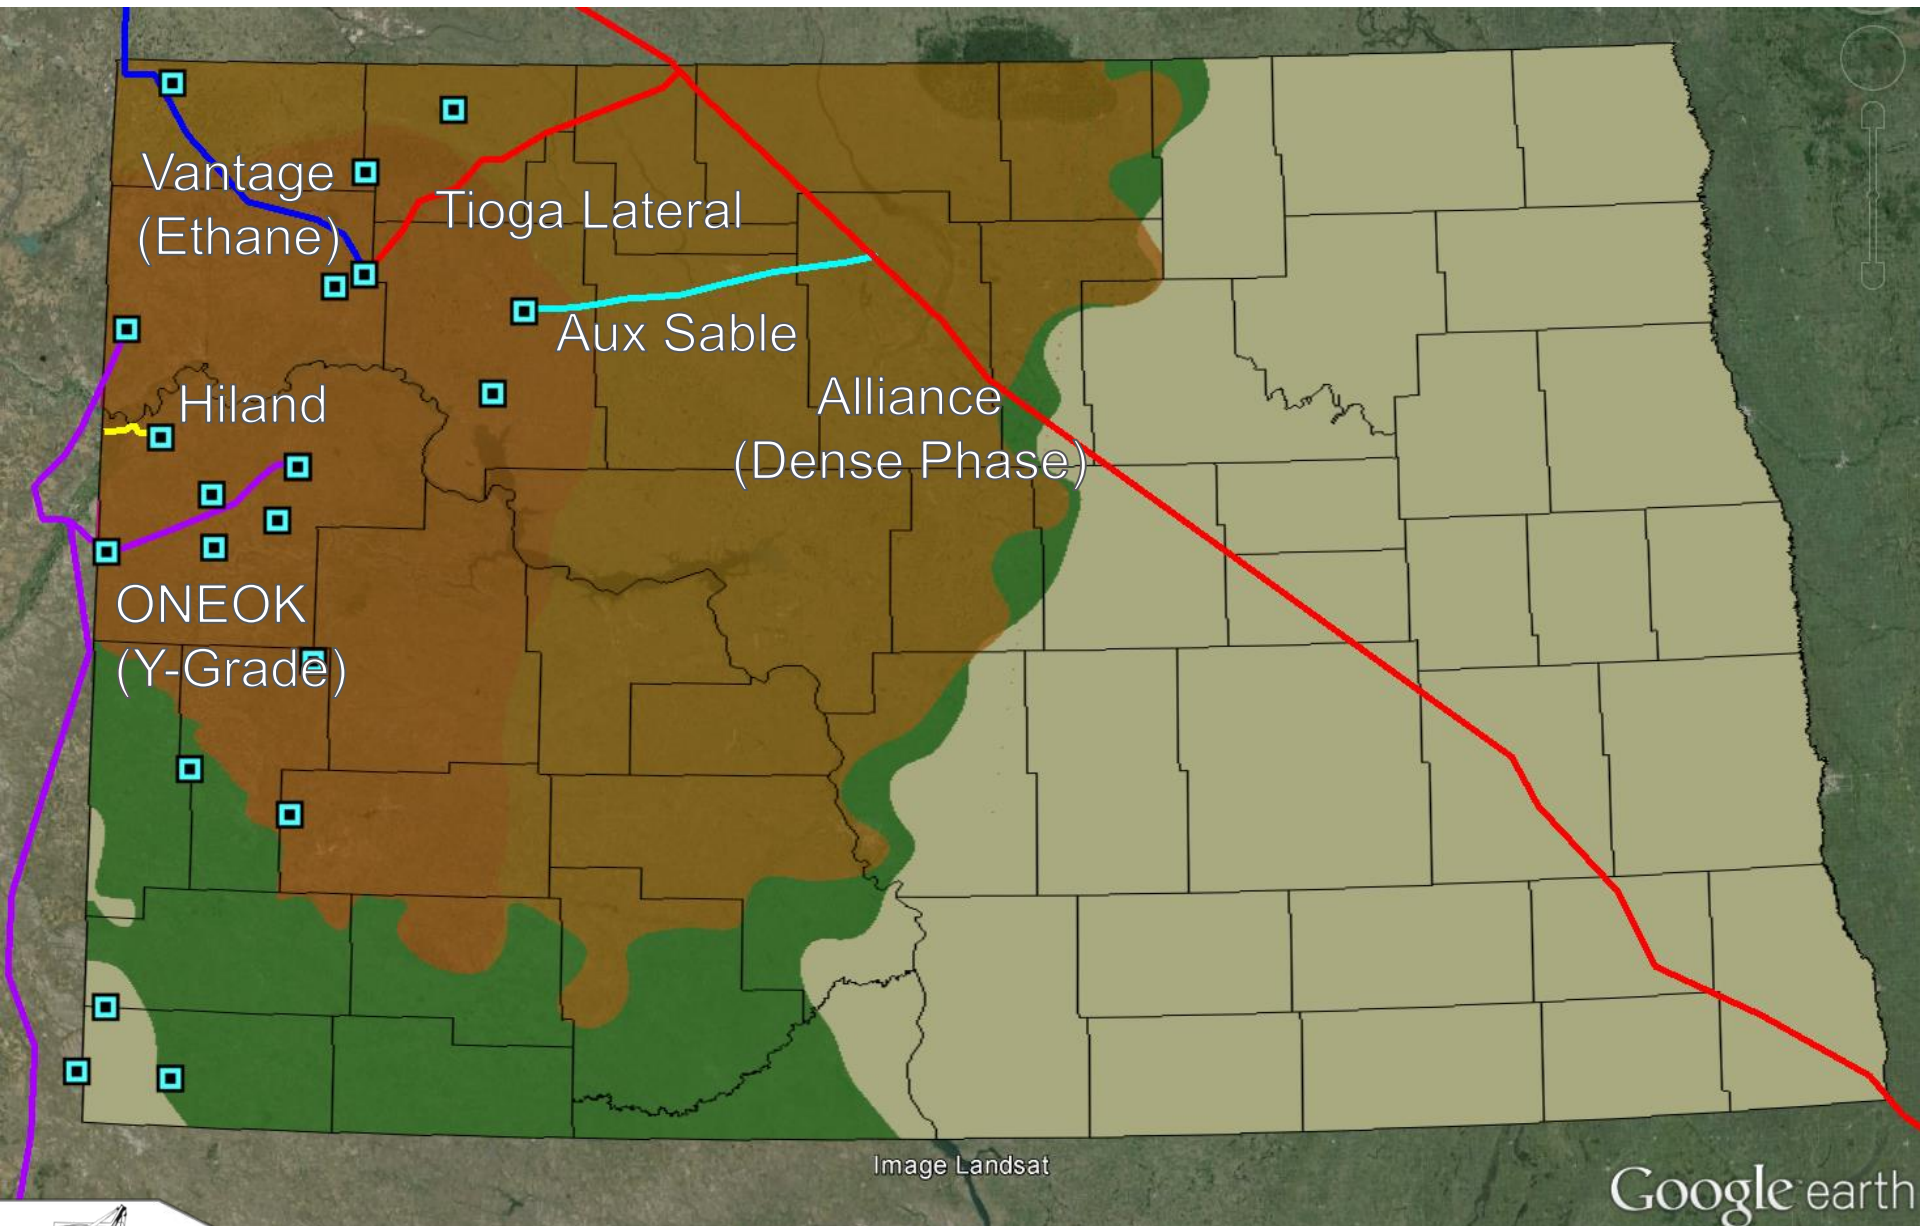 Vantage
(Ethane)
Tioga Lateral
Aux Sable
Hiland
Alliance
(Dense Phase)
ONEOK
(Y-Grade)
Image Landsat
Google earth